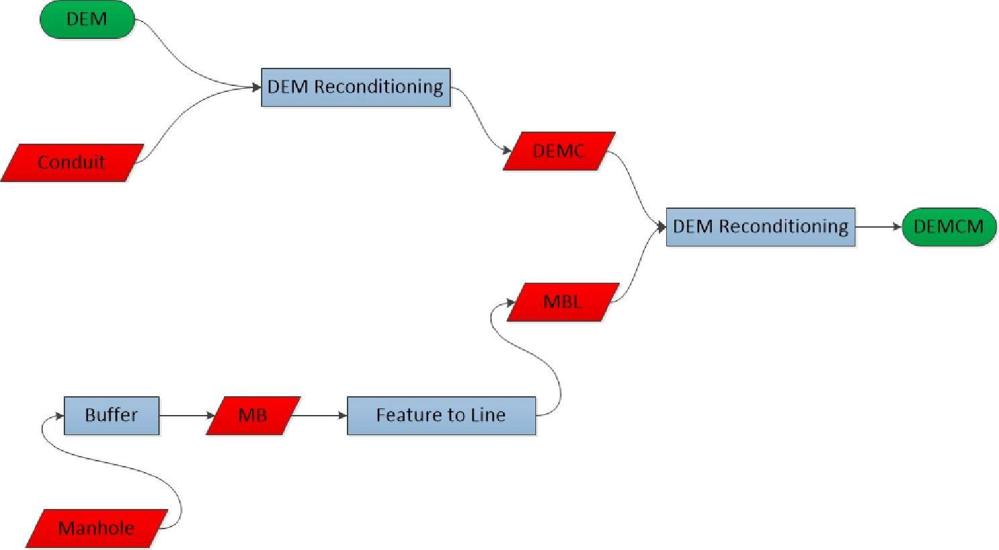 DEM
DEM Reconditioning
Conduit
DEMC
DEM Reconditioning
DEMCM
MBL
Buffer
MB
Feature to Line
Manhole